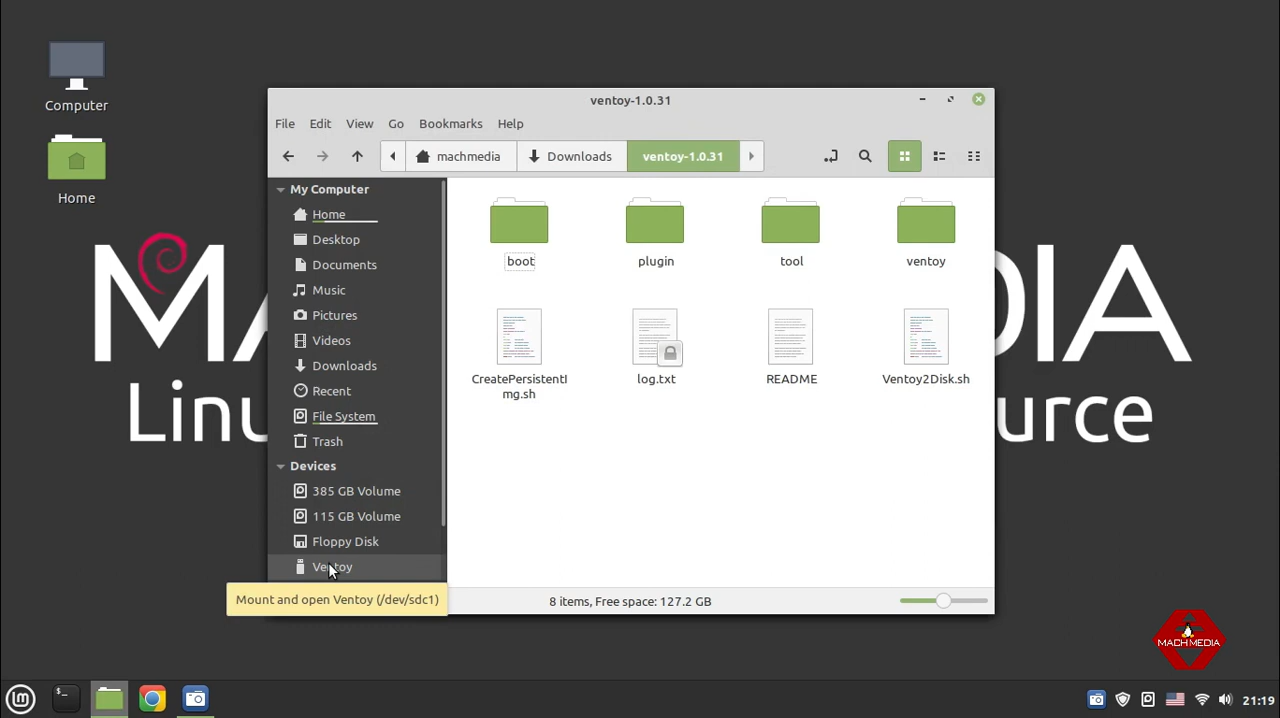 Computer
Home
MA
DIA
Linu
ource
ventoy-1.0.31
File Edit View Go Bookmarks Help
machmedia Downloads ventoy-1.0.31
My Computer
Home
Desktop
Documents
Music
Pictures
Videos
Downloads
Recent
File System
Trash
Devices
385 GB Volume
115 GB Volume
Floppy Disk
Ventoy
Mount and open Ventoy (/dev/sdc1)
boot plugin tool ventoy
CreatePersistentI
mg.sh
log.txt README Ventoy2Disk.sh
8 items, Free space: 127.2 GB
MACHMEDIA
lm
$_
21:19